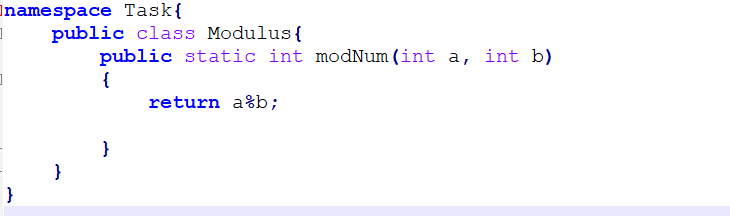 namespace Task{
    public class Modulus{
        public static int modNum(int a, int b)
        {
            return a%b;
        }
    }
}